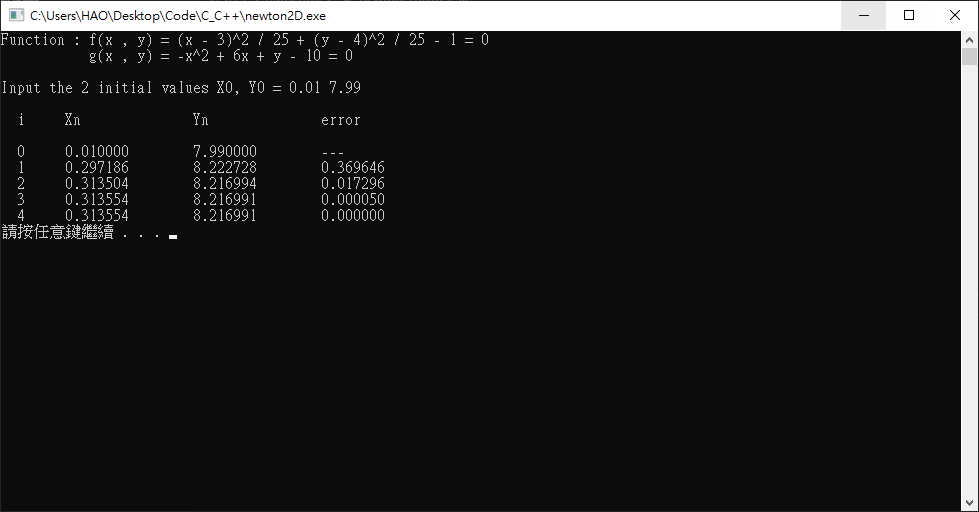 C:\Users\HAO\Desktop\Code\C_C++\newton2D.exe
Function : f(x , y) = (x - 3)^2 / 25 + (y - 4)^2 / 25 - 1 = 0
g(x , y) = -x^2 + 6x + y - 10 = 0
Input the 2 initial values X0, Y0 = 0.01 7.99
i Xn Yn error
0 0.010000 7.990000 ---
1 0.297186 8.222728 0.369646
2 0.313504 8.216994 0.017296
3 0.313554 8.216991 0.000050
4 0.313554 8.216991 0.000000
請按任意鍵繼續 . . .